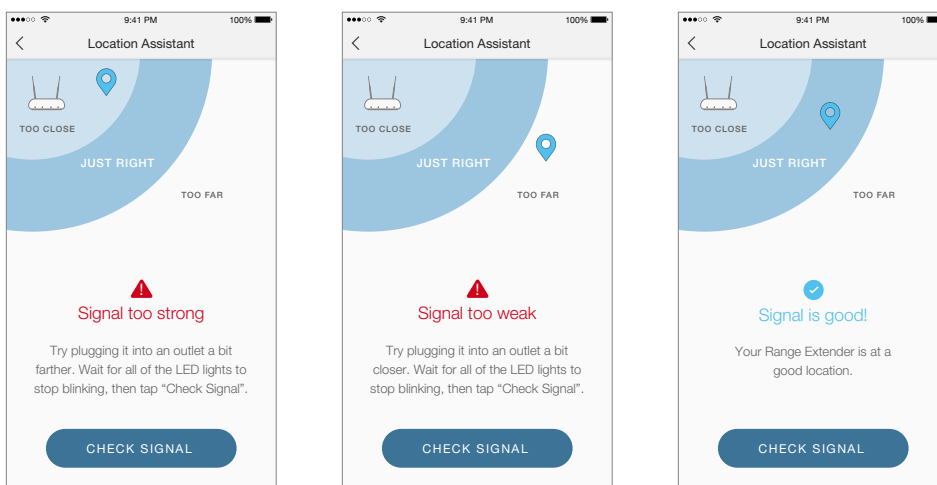 9:41 PM 100%
Location Assistant
TOO CLOSE
JUST RIGHT
TOO FAR
Signal too strong
Try plugging it into an outlet a bit
farther. Wait for all of the LED lights to
stop blinking, then tap “Check Signal”.
CHECK SIGNAL
9:41 PM 100%
Location Assistant
TOO CLOSE
JUST RIGHT
TOO FAR
Signal too weak
Try plugging it into an outlet a bit
closer. Wait for all of the LED lights to
stop blinking, then tap “Check Signal”.
CHECK SIGNAL
9:41 PM 100%
Location Assistant
TOO CLOSE
JUST RIGHT
TOO FAR
Signal is good!
Your Range Extender is at a
good location.
CHECK SIGNAL